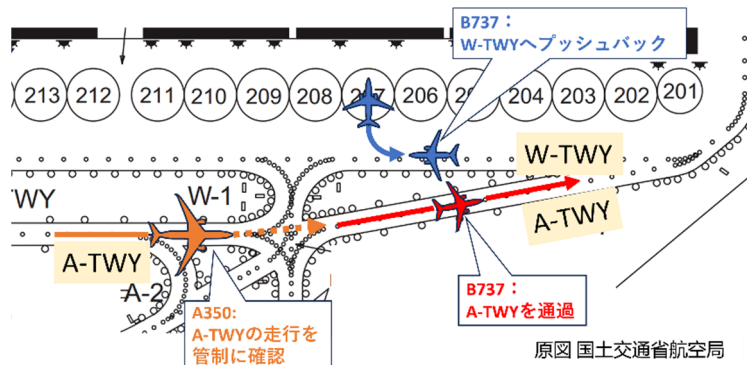 B737：
W-TWYヘプッシュバック
213
212
211
210
209
208
207
206
204
203
202
201
W-TWY
TWY
W-1
A-TWY
A-TWY
A-2
A350:
A-TWYの走行を
管制に確認
B737：
A-TWYを通過
原図 国土交通省航空局